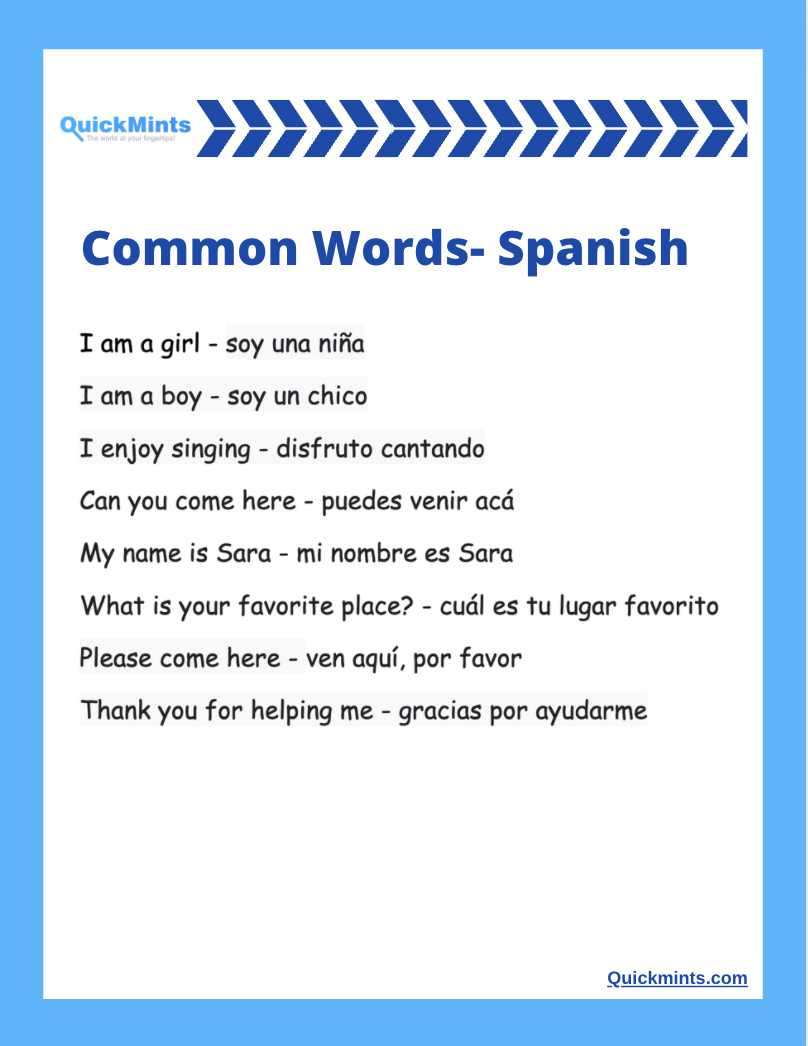 QuickMints
The world at your fingertips!
Common Words- Spanish
I am a girl - soy una niña
I am a boy - soy un chico
I enjoy singing - disfruto cantando
Can you come here - puedes venir acá
My name is Sara - mi nombre es Sara
What is your favorite place? - cuál es tu lugar favorito
Please come here - ven aquí, por favor
Thank you for helping me - gracias por ayudarme
Quickmints.com